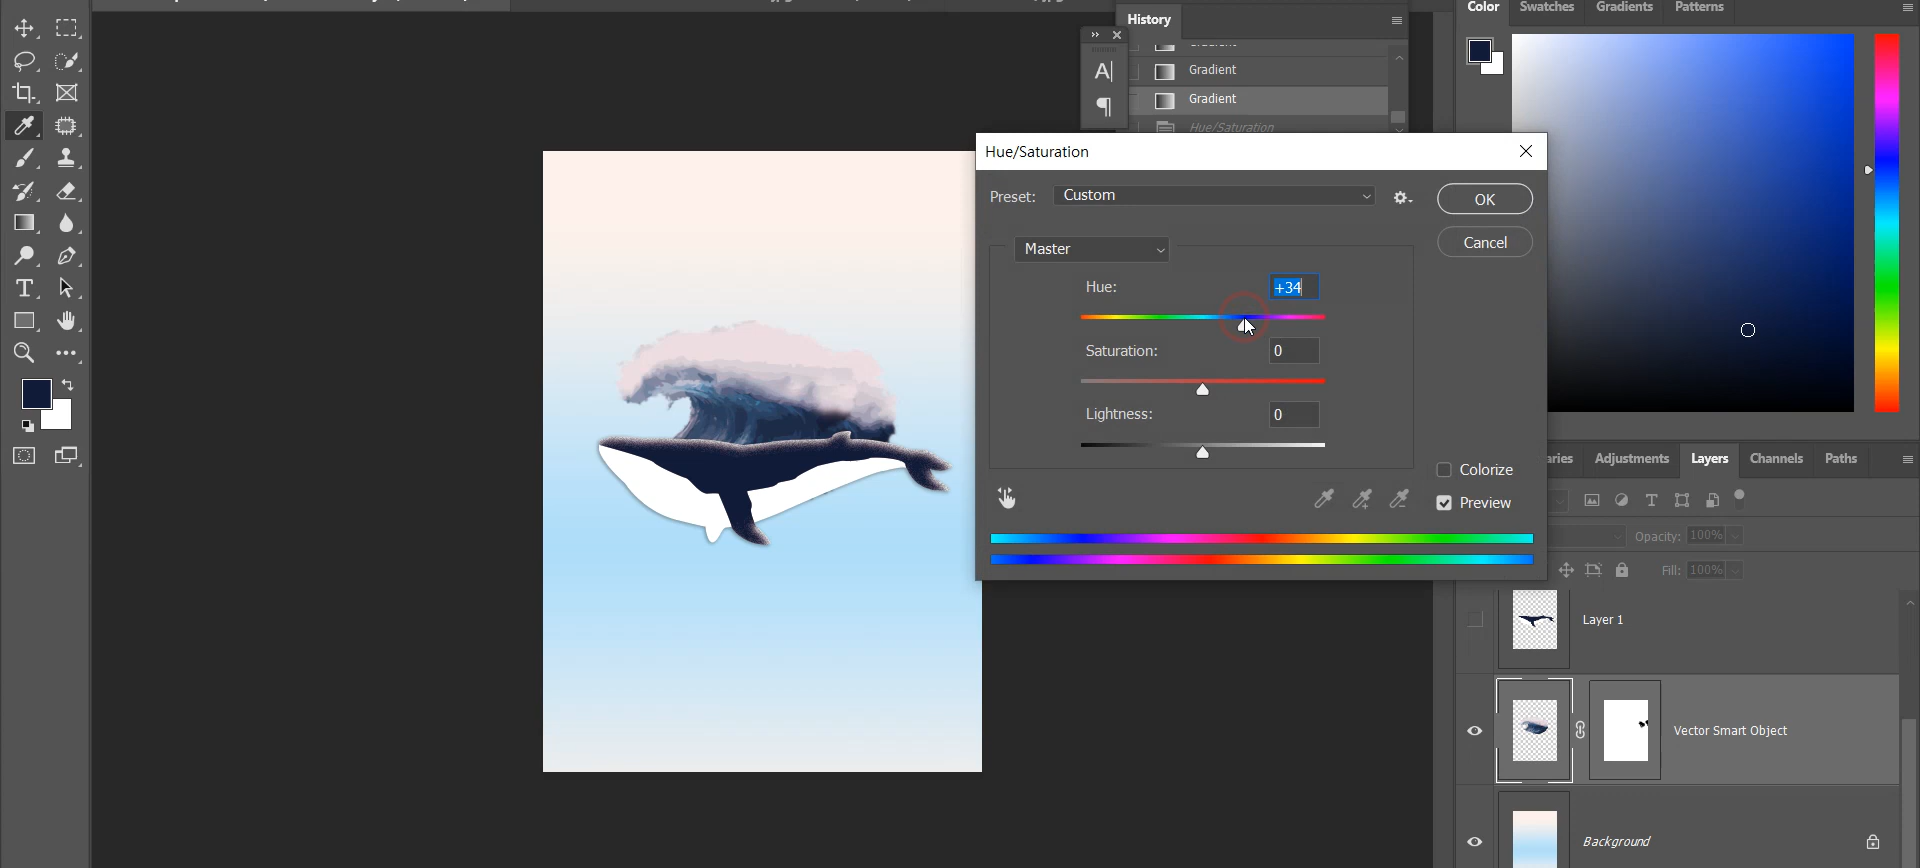 Color Swatches Gradients Patterns
History
Gradient
Gradient
Hue/Saturation
Hue/Saturation
Preset: Custom
OK
Master
Cancel
Hue: +34
Saturation: 0
Lightness: 0
Colorize
Preview
Adjustments Layers Channels Paths
Opacity: 100%
Fill: 100%
Layer 1
Vector Smart Object
Background